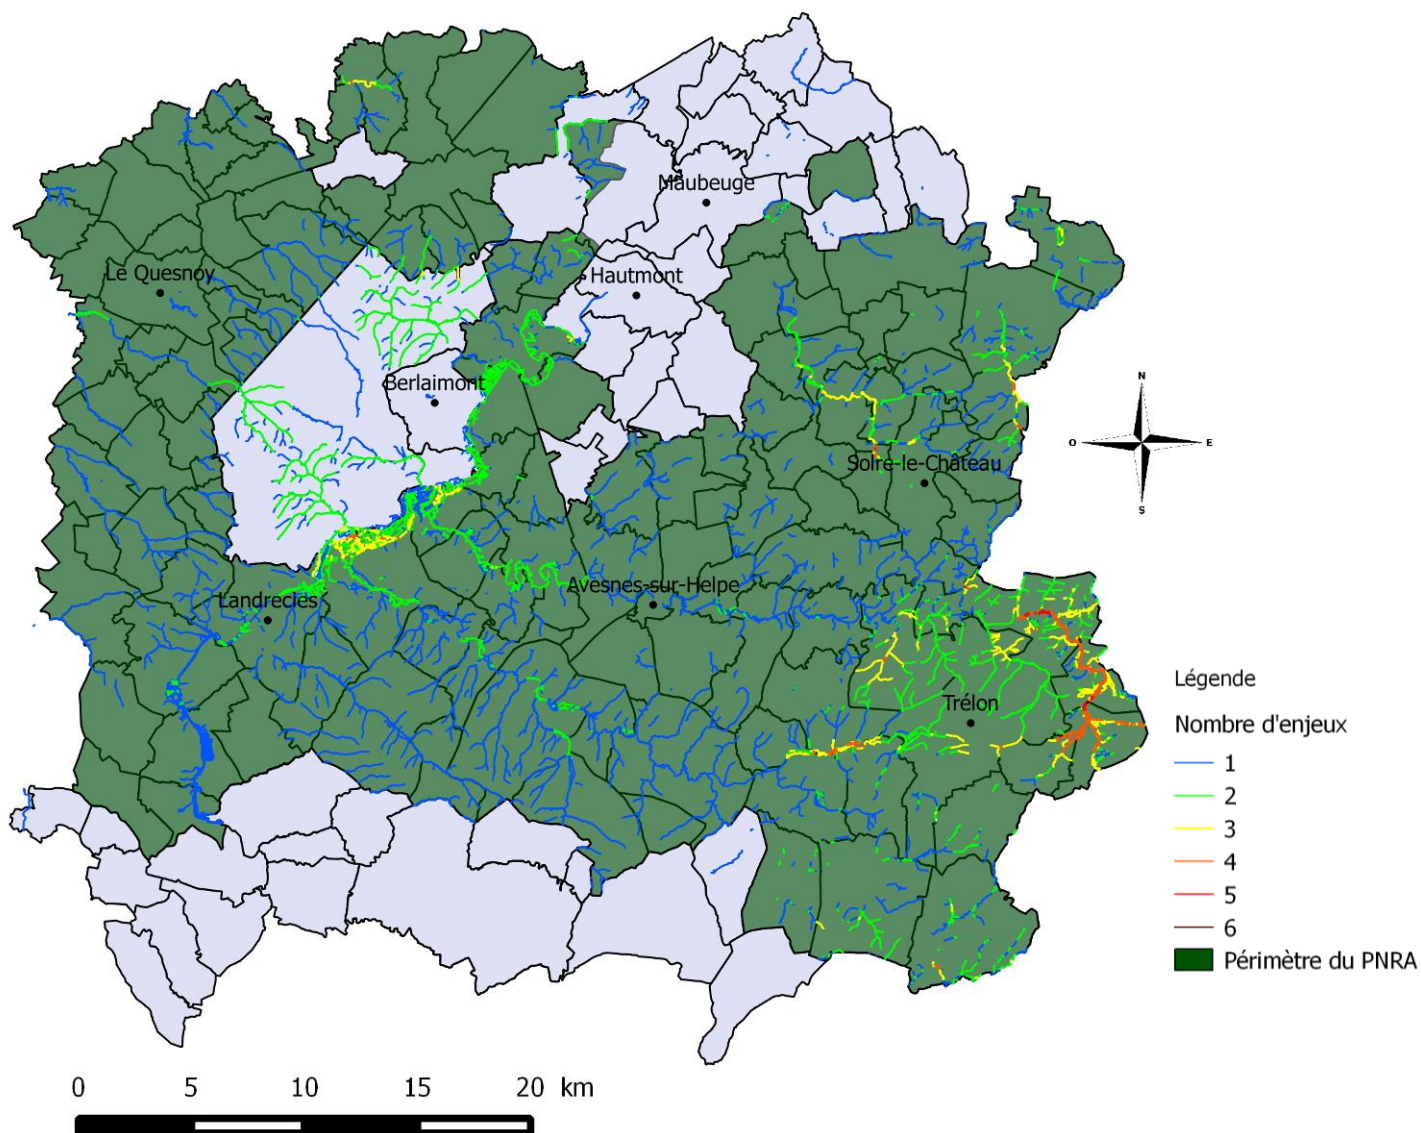 Maubeuge
Le Quesnoy
Hautmont
Berlaimont
Solre-le-Château
Avesnes-sur-Helpe
Landrecies
Trélon
N
O
E
S
Légende
Nombre d'enjeux
1
2
3
4
5
6
Périmètre du PNRA
0 5 10 15 20 km